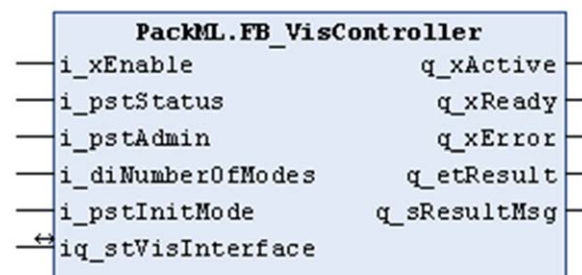 PackML.FB_VisController
i_xEnable q_xActive
i_pstStatus q_xReady
i_pstAdmin q_xError
i_diNumberOfModes q_etResult
i_pstInitMode q_sResultMsg
iq_stVisInterface